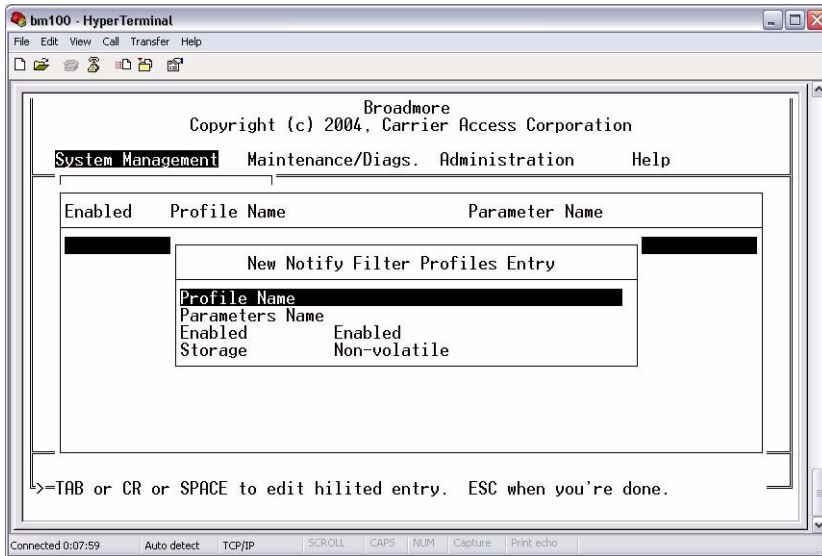 bm100 - HyperTerminal
File Edit View Call Transfer Help
Broadmore
Copyright (c) 2004, Carrier Access Corporation
System Management Maintenance/Diags. Administration Help
Enabled Profile Name Parameter Name
New Notify Filter Profiles Entry
Profile Name
Parameters Name
Enabled Enabled
Storage Non-volatile
>=TAB or CR or SPACE to edit hilited entry. ESC when you're done.
Connected 0:07:59 Auto detect TCP/IP SCROLL CAPS NUM Capture Print echo